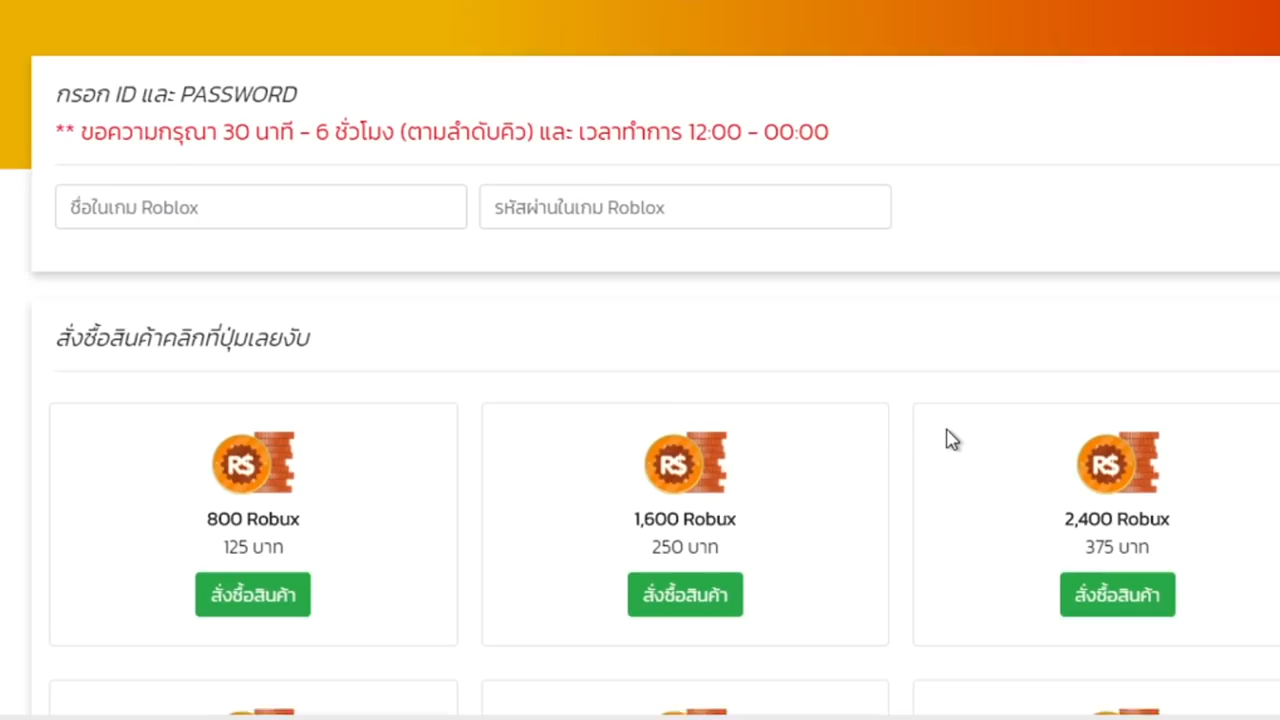 กรอก ID และ PASSWORD
** ขอความกรุณา 30 นาที - 6 ชั่วโมง (ตามลำดับคิว) และ เวลาทำการ 12:00 - 00:00
ชื่อในเกม Roblox รหัสผ่านในเกม Roblox
สั่งซื้อสินค้าคลิกที่ปุ่มเลยงับ
R$ R$ R$
800 Robux 1,600 Robux 2,400 Robux
125 บาท 250 บาท 375 บาท
สั่งซื้อสินค้า สั่งซื้อสินค้า สั่งซื้อสินค้า